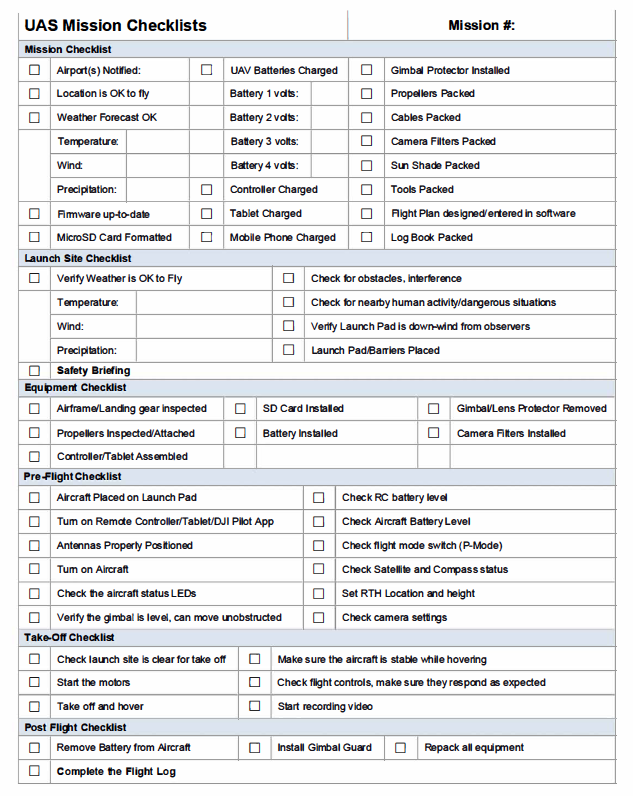 UAS Mission Checklists Mission #:
Mission Checklist
☐ Airport(s) Notified: ☐ UAV Batteries Charged ☐ Gimbal Protector Installed
☐ Location is OK to fly Battery 1 volts: ☐ Propellers Packed
☐ Weather Forecast OK Battery 2 volts: ☐ Cables Packed
Temperature: Battery 3 volts: ☐ Camera Filters Packed
Wind: Battery 4 volts: ☐ Sun Shade Packed
Precipitation: ☐ Controller Charged ☐ Tools Packed
☐ Firmware up-to-date ☐ Tablet Charged ☐ Flight Plan designed/entered in software
☐ MicroSD Card Formatted ☐ Mobile Phone Charged ☐ Log Book Packed
Launch Site Checklist
☐ Verify Weather is OK to Fly ☐ Check for obstacles, interference
Temperature: ☐ Check for nearby human activity/dangerous situations
Wind: ☐ Verify Launch Pad is down-wind from observers
Precipitation: ☐ Launch Pad/Barriers Placed
☐ Safety Briefing
Equipment Checklist
☐ Airframe/Landing gear inspected ☐ SD Card Installed ☐ Gimbal/Lens Protector Removed
☐ Propellers Inspected/Attached ☐ Battery Installed ☐ Camera Filters Installed
☐ Controller/Tablet Assembled
Pre-Flight Checklist
☐ Aircraft Placed on Launch Pad ☐ Check RC battery level
☐ Turn on Remote Controller/Tablet/DJI Pilot App ☐ Check Aircraft Battery Level
☐ Antennas Properly Positioned ☐ Check flight mode switch (P-Mode)
☐ Turn on Aircraft ☐ Check Satellite and Compass status
☐ Check the aircraft status LEDs ☐ Set RTH Location and height
☐ Verify the gimbal is level, can move unobstructed ☐ Check camera settings
Take-Off Checklist
☐ Check launch site is clear for take off ☐ Make sure the aircraft is stable while hovering
☐ Start the motors ☐ Check flight controls, make sure they respond as expected
☐ Take off and hover ☐ Start recording video
Post Flight Checklist
☐ Remove Battery from Aircraft ☐ Install Gimbal Guard ☐ Repack all equipment
☐ Complete the Flight Log